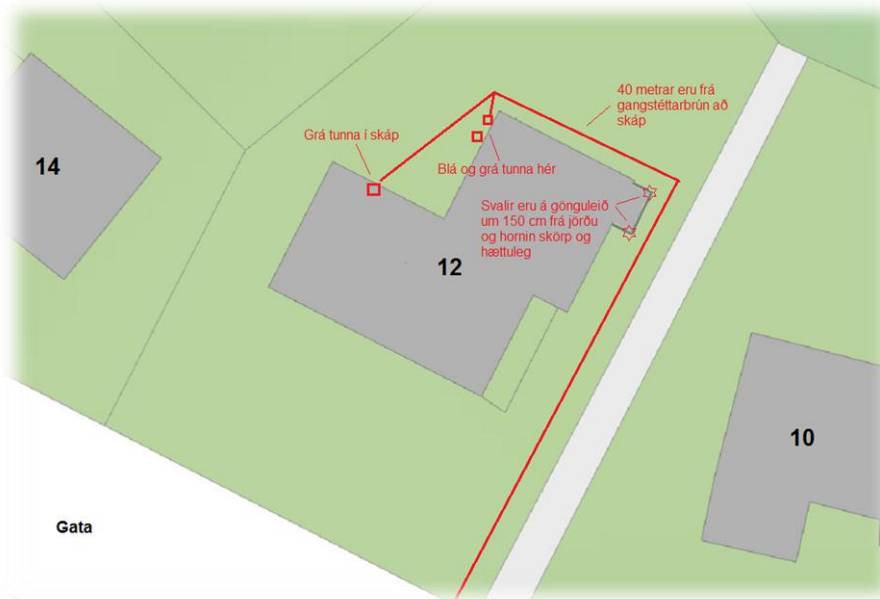 40 metrar eru frá
gangstéttarbrún að
skáp
Grá tunna í skáp
14
Blá og grá tunna hér
Svalir eru á gönguleið
um 150 cm frá jörðu
og hornin skörp og
hættuleg
12
10
Gata